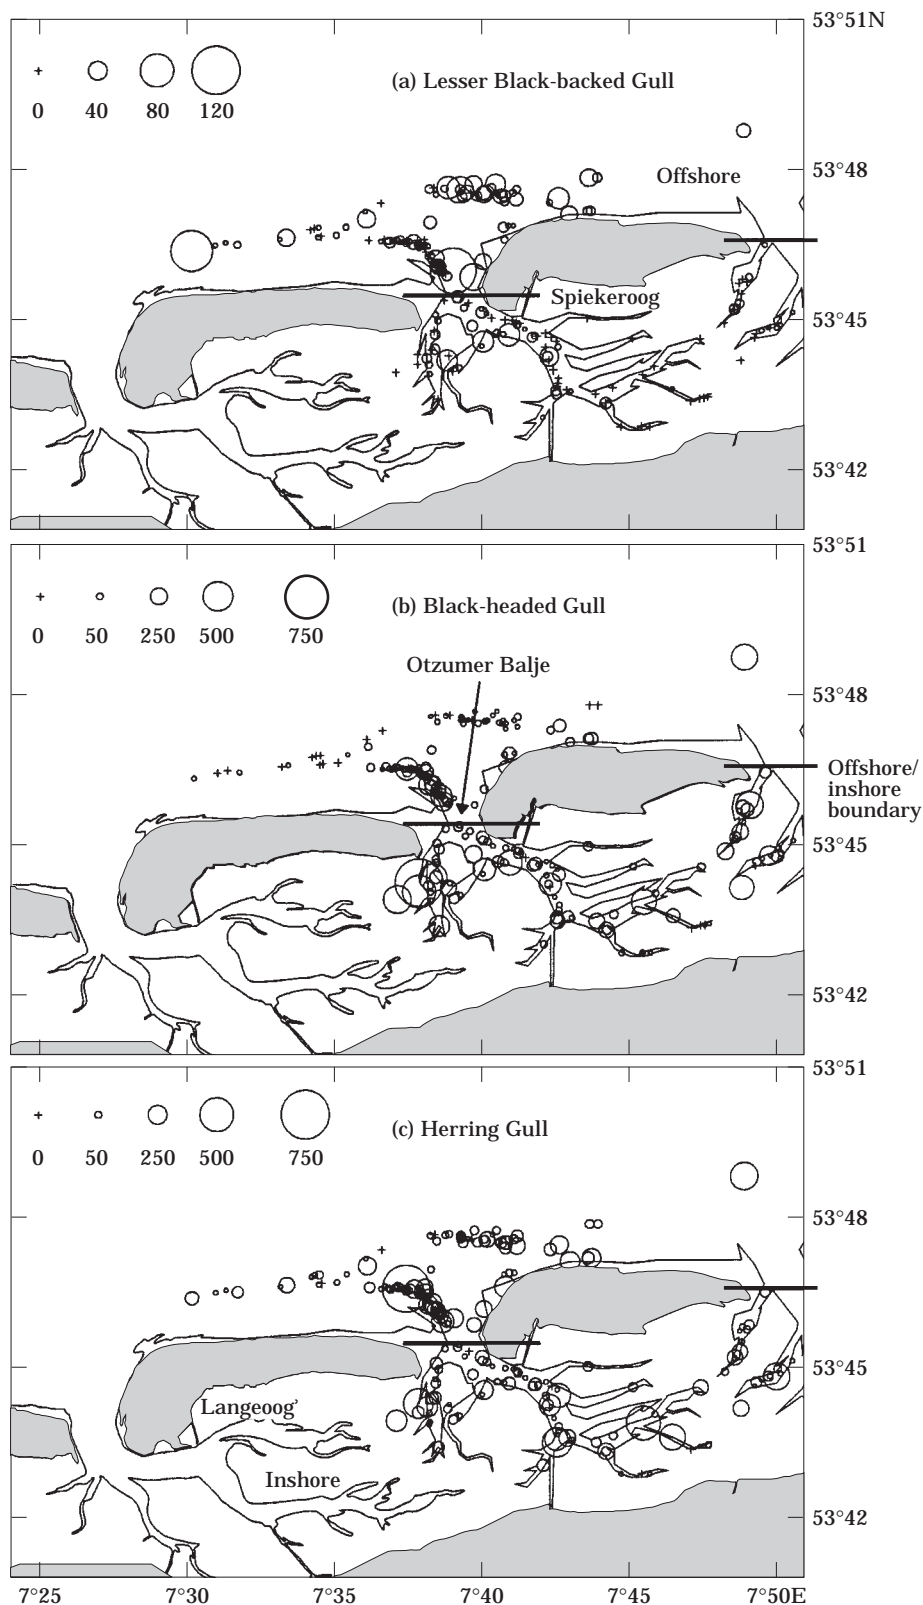 53°51N
(a) Lesser Black-backed Gull
0 40 80 120
53°48
Offshore
Spiekeroog
53°45
53°42
53°51
(b) Black-headed Gull
0 50 250 500 750
Otzumer Balje
53°48
Offshore/
inshore
boundary
53°45
53°42
53°51
(c) Herring Gull
0 50 250 500 750
53°48
53°45
Langeoog
Inshore
53°42
7°25 7°30 7°35 7°40 7°45 7°50E